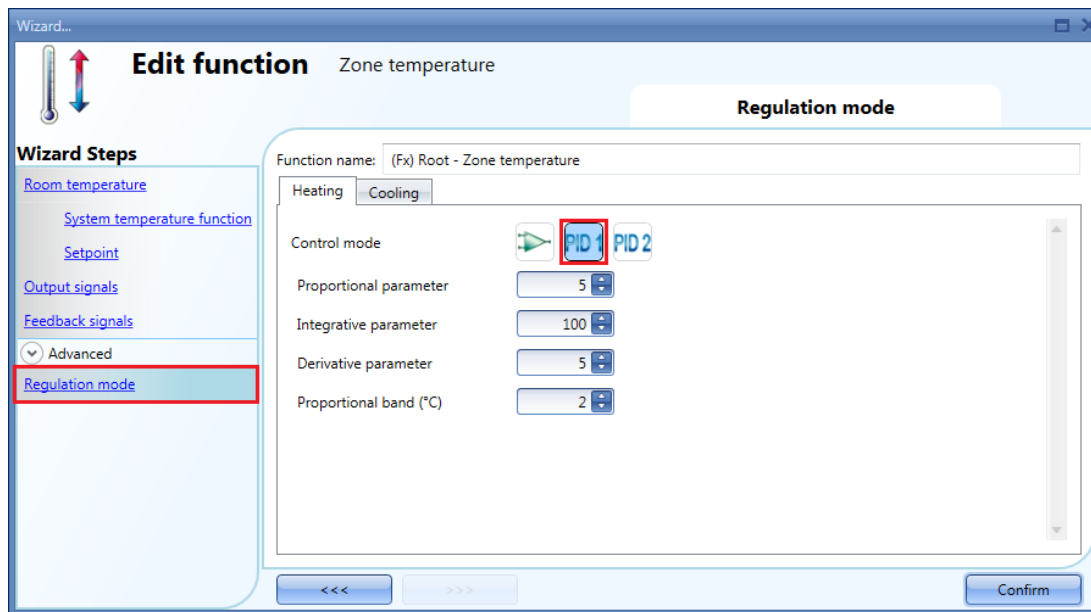 Wizard...
Edit function Zone temperature
Regulation mode
Wizard Steps
Room temperature
System temperature function
Setpoint
Output signals
Feedback signals
Advanced
Regulation mode
Function name: (Fx) Root - Zone temperature
Heating Cooling
Control mode PID 1 PID 2
Proportional parameter 5
Integrative parameter 100
Derivative parameter 5
Proportional band (°C) 2
<<< >>> Confirm